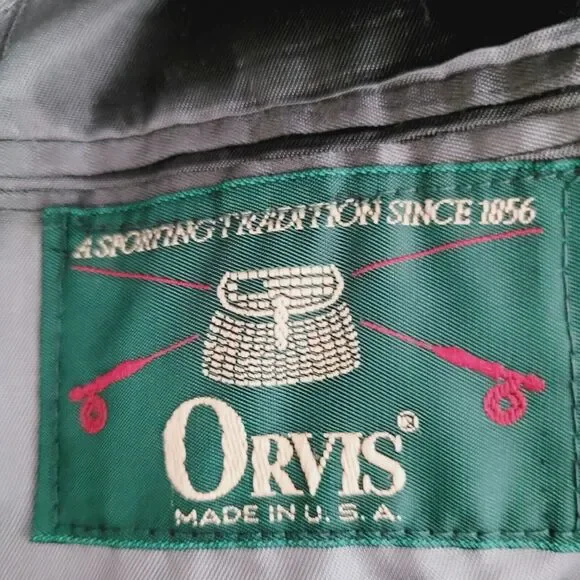 A SPORTING TRADITION SINCE 1856
ORVIS®
MADE IN U.S.A.